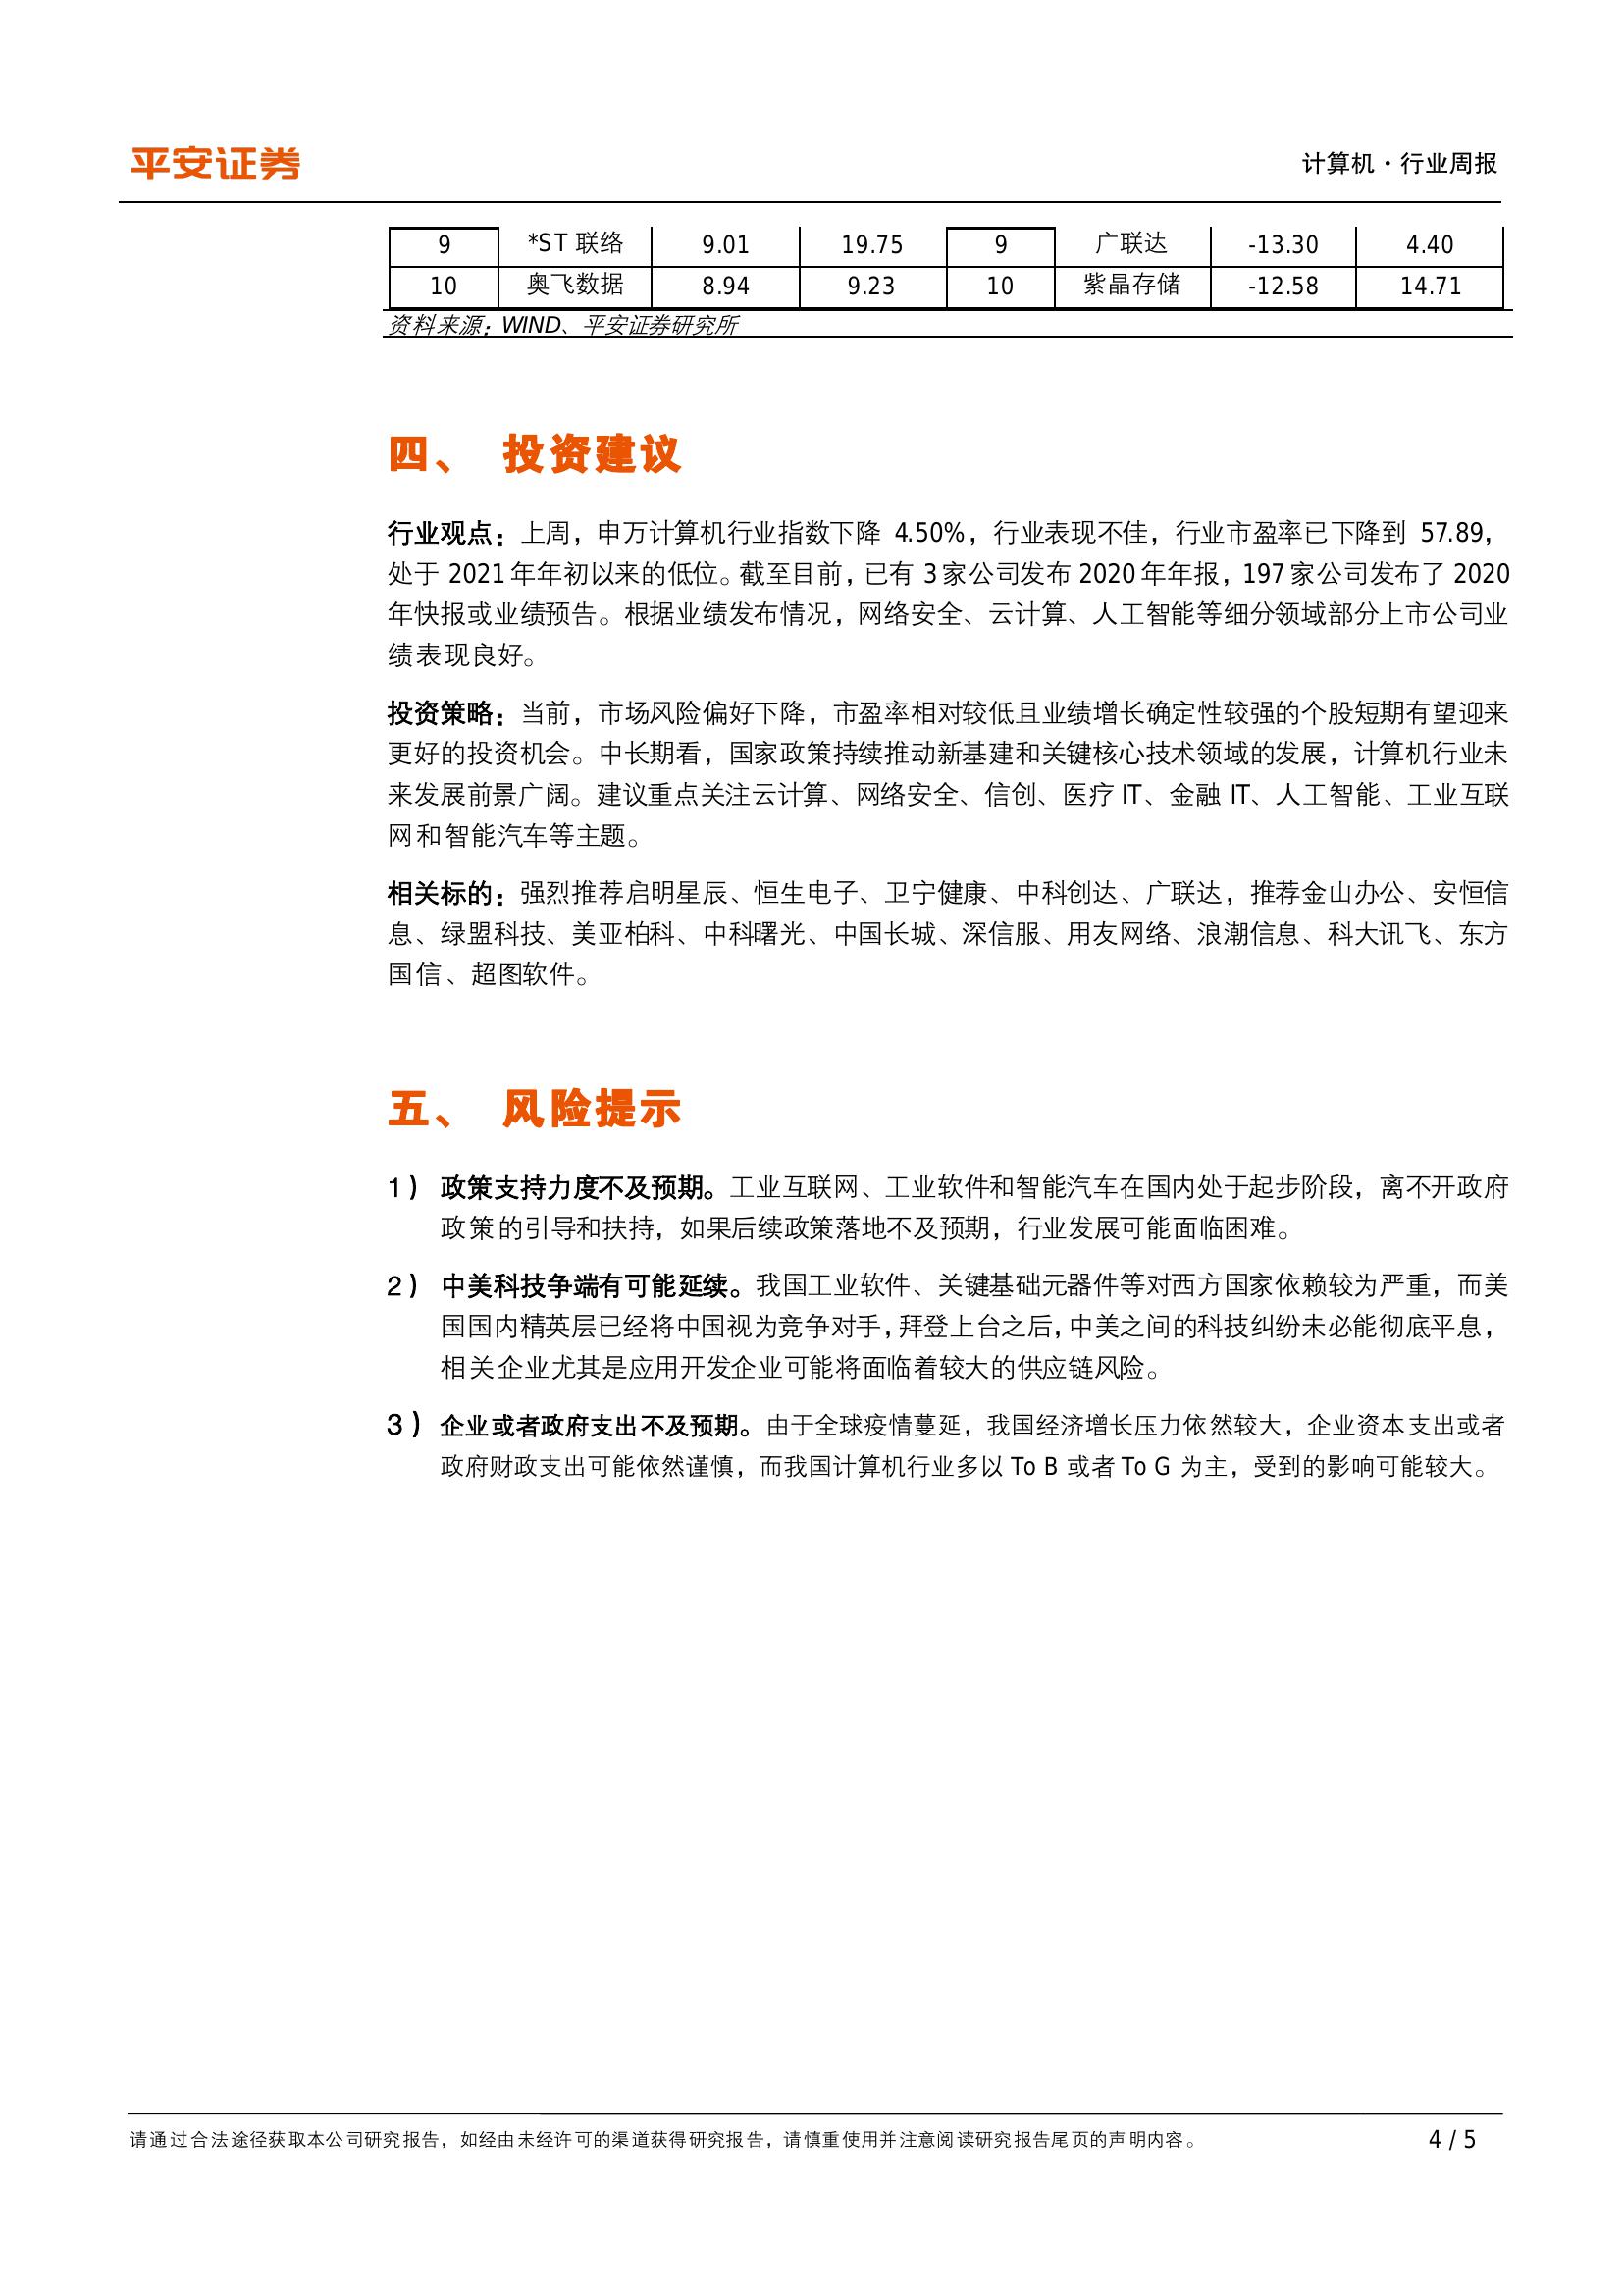 平安证券
计算机·行业周报
9 *ST 联络 9.01 19.75 9 广联达 -13.30 4.40
10 奥飞数据 8.94 9.23 10 紫晶存储 -12.58 14.71
资料来源：WIND、平安证券研究所
四、 投资建议
行业观点：上周，申万计算机行业指数下降 4.50%，行业表现不佳，行业市盈率已下降到 57.89，
处于 2021 年年初以来的低位。截至目前，已有 3 家公司发布 2020 年年报，197 家公司发布了 2020
年快报或业绩预告。根据业绩发布情况，网络安全、云计算、人工智能等细分领域部分上市公司业
绩表现良好。
投资策略：当前，市场风险偏好下降，市盈率相对较低且业绩增长确定性较强的个股短期有望迎来
更好的投资机会。中长期看，国家政策持续推动新基建和关键核心技术领域的发展，计算机行业未
来发展前景广阔。建议重点关注云计算、网络安全、信创、医疗 IT、金融 IT、人工智能、工业互联
网和智能汽车等主题。
相关标的：强烈推荐启明星辰、恒生电子、卫宁健康、中科创达、广联达，推荐金山办公、安恒信
息、绿盟科技、美亚柏科、中科曙光、中国长城、深信服、用友网络、浪潮信息、科大讯飞、东方
国信、超图软件。
五、 风险提示
1） 政策支持力度不及预期。工业互联网、工业软件和智能汽车在国内处于起步阶段，离不开政府
政策的引导和扶持，如果后续政策落地不及预期，行业发展可能面临困难。
2） 中美科技争端有可能延续。我国工业软件、关键基础元器件等对西方国家依赖较为严重，而美
国国内精英层已经将中国视为竞争对手，拜登上台之后，中美之间的科技纠纷未必能彻底平息，
相关企业尤其是应用开发企业可能将面临着较大的供应链风险。
3） 企业或者政府支出不及预期。由于全球疫情蔓延，我国经济增长压力依然较大，企业资本支出或者
政府财政支出可能依然谨慎，而我国计算机行业多以 To B 或者 To G 为主，受到的影响可能较大。
请通过合法途径获取本公司研究报告，如经由未经许可的渠道获得研究报告，请慎重使用并注意阅读研究报告尾页的声明内容。
4 / 5